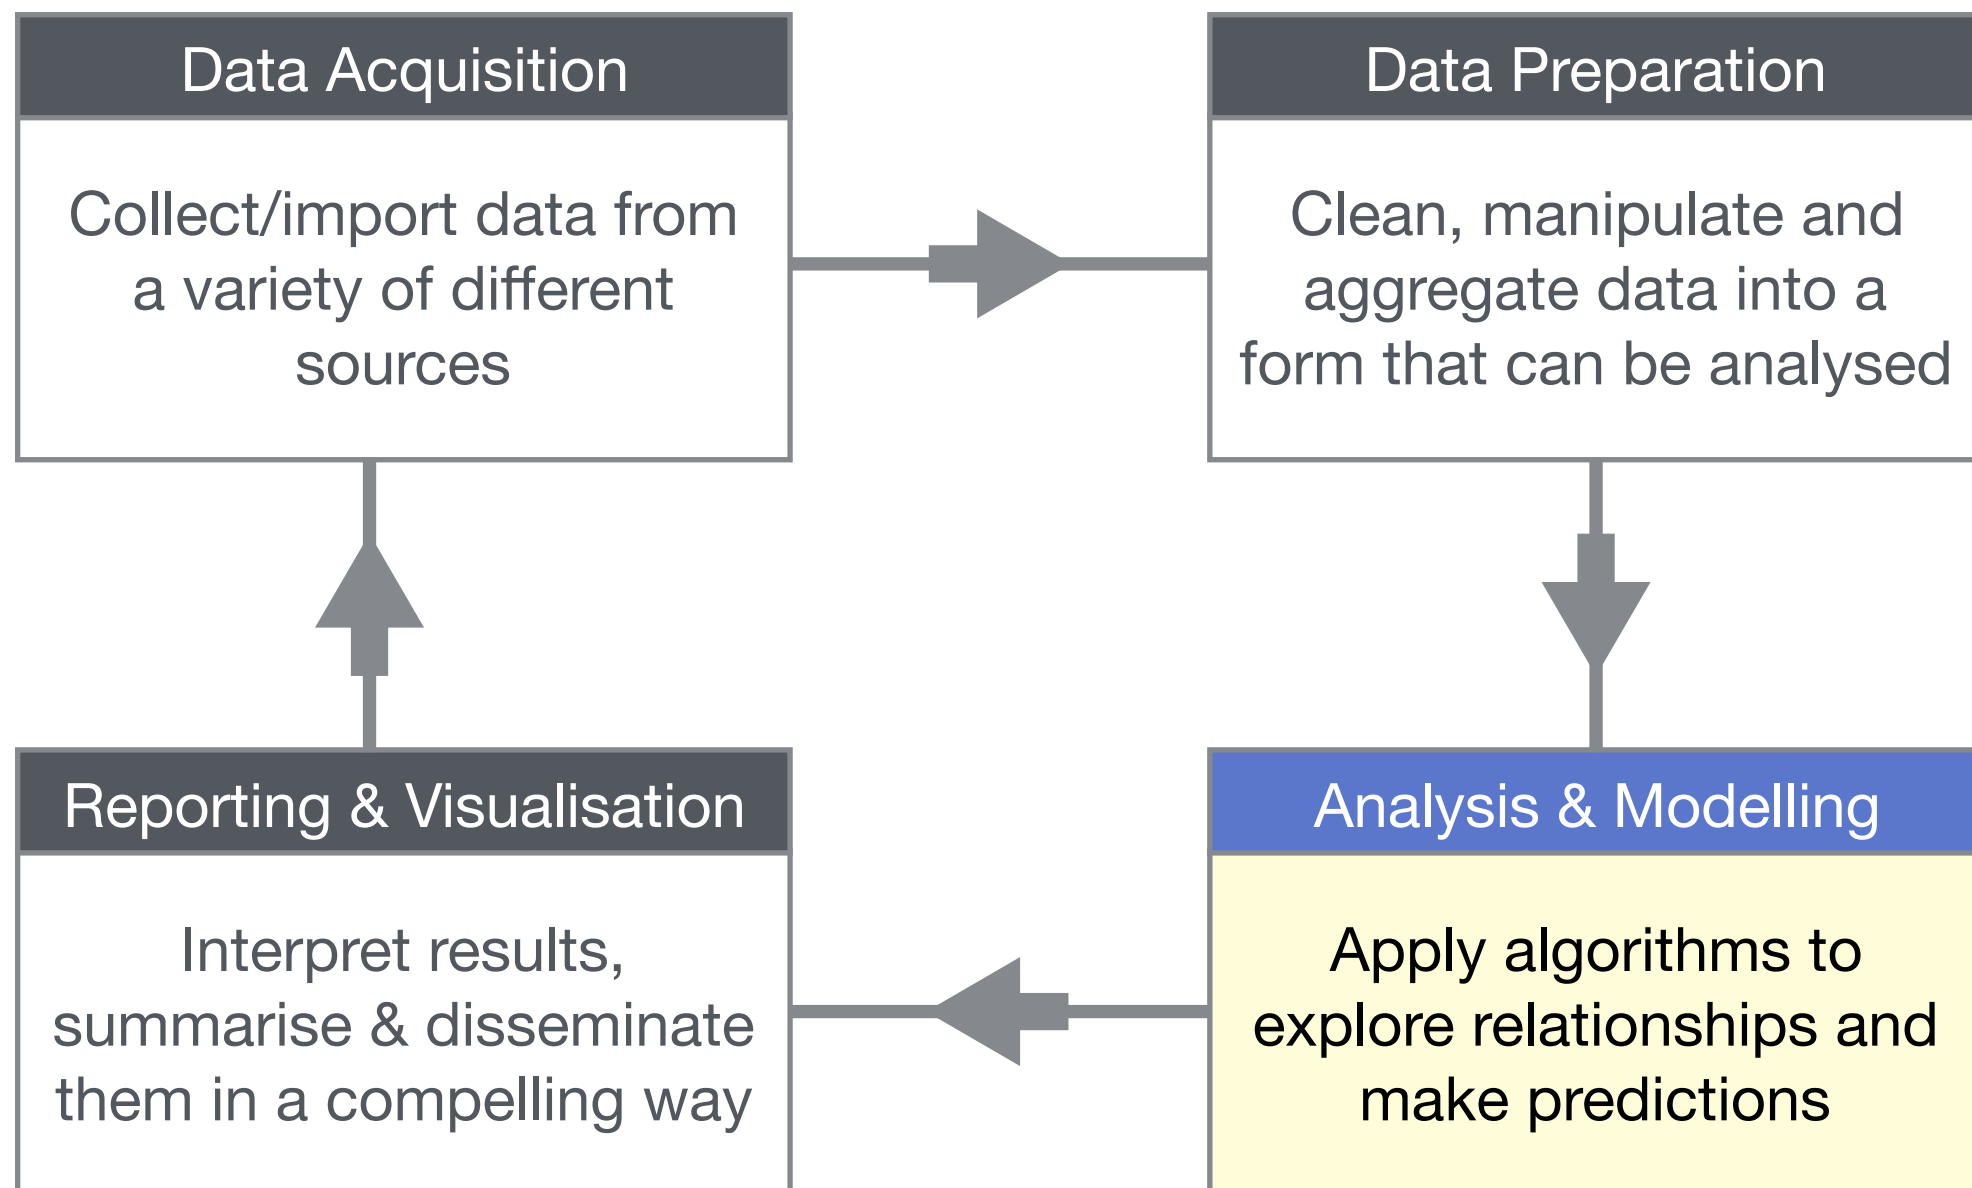 Data Acquisition
Collect/import data from
a variety of different
sources
Data Preparation
Clean, manipulate and
aggregate data into a
form that can be analysed
Reporting & Visualisation
Interpret results,
summarise & disseminate
them in a compelling way
Analysis & Modelling
Apply algorithms to
explore relationships and
make predictions